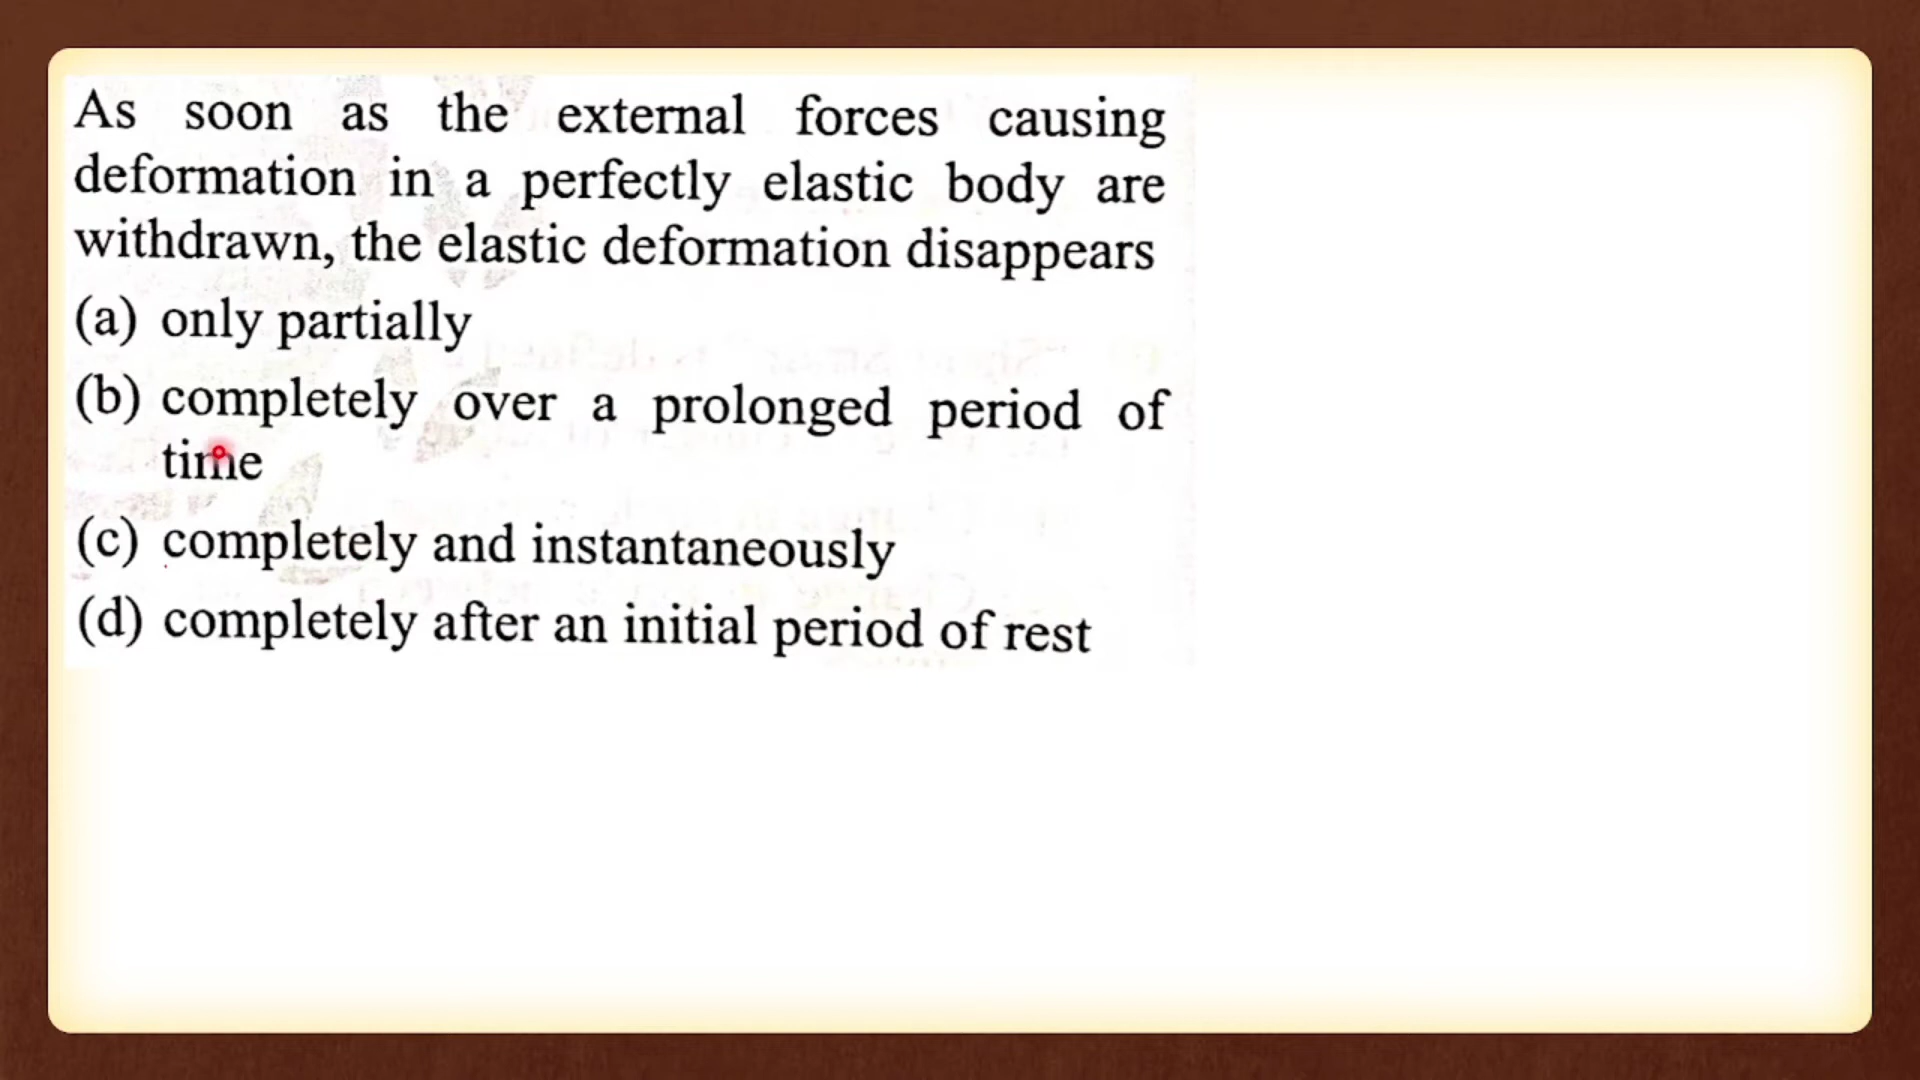 As soon as the external forces causing
deformation in a perfectly elastic body are
withdrawn, the elastic deformation disappears
(a) only partially
(b) completely over a prolonged period of
time
(c) completely and instantaneously
(d) completely after an initial period of rest